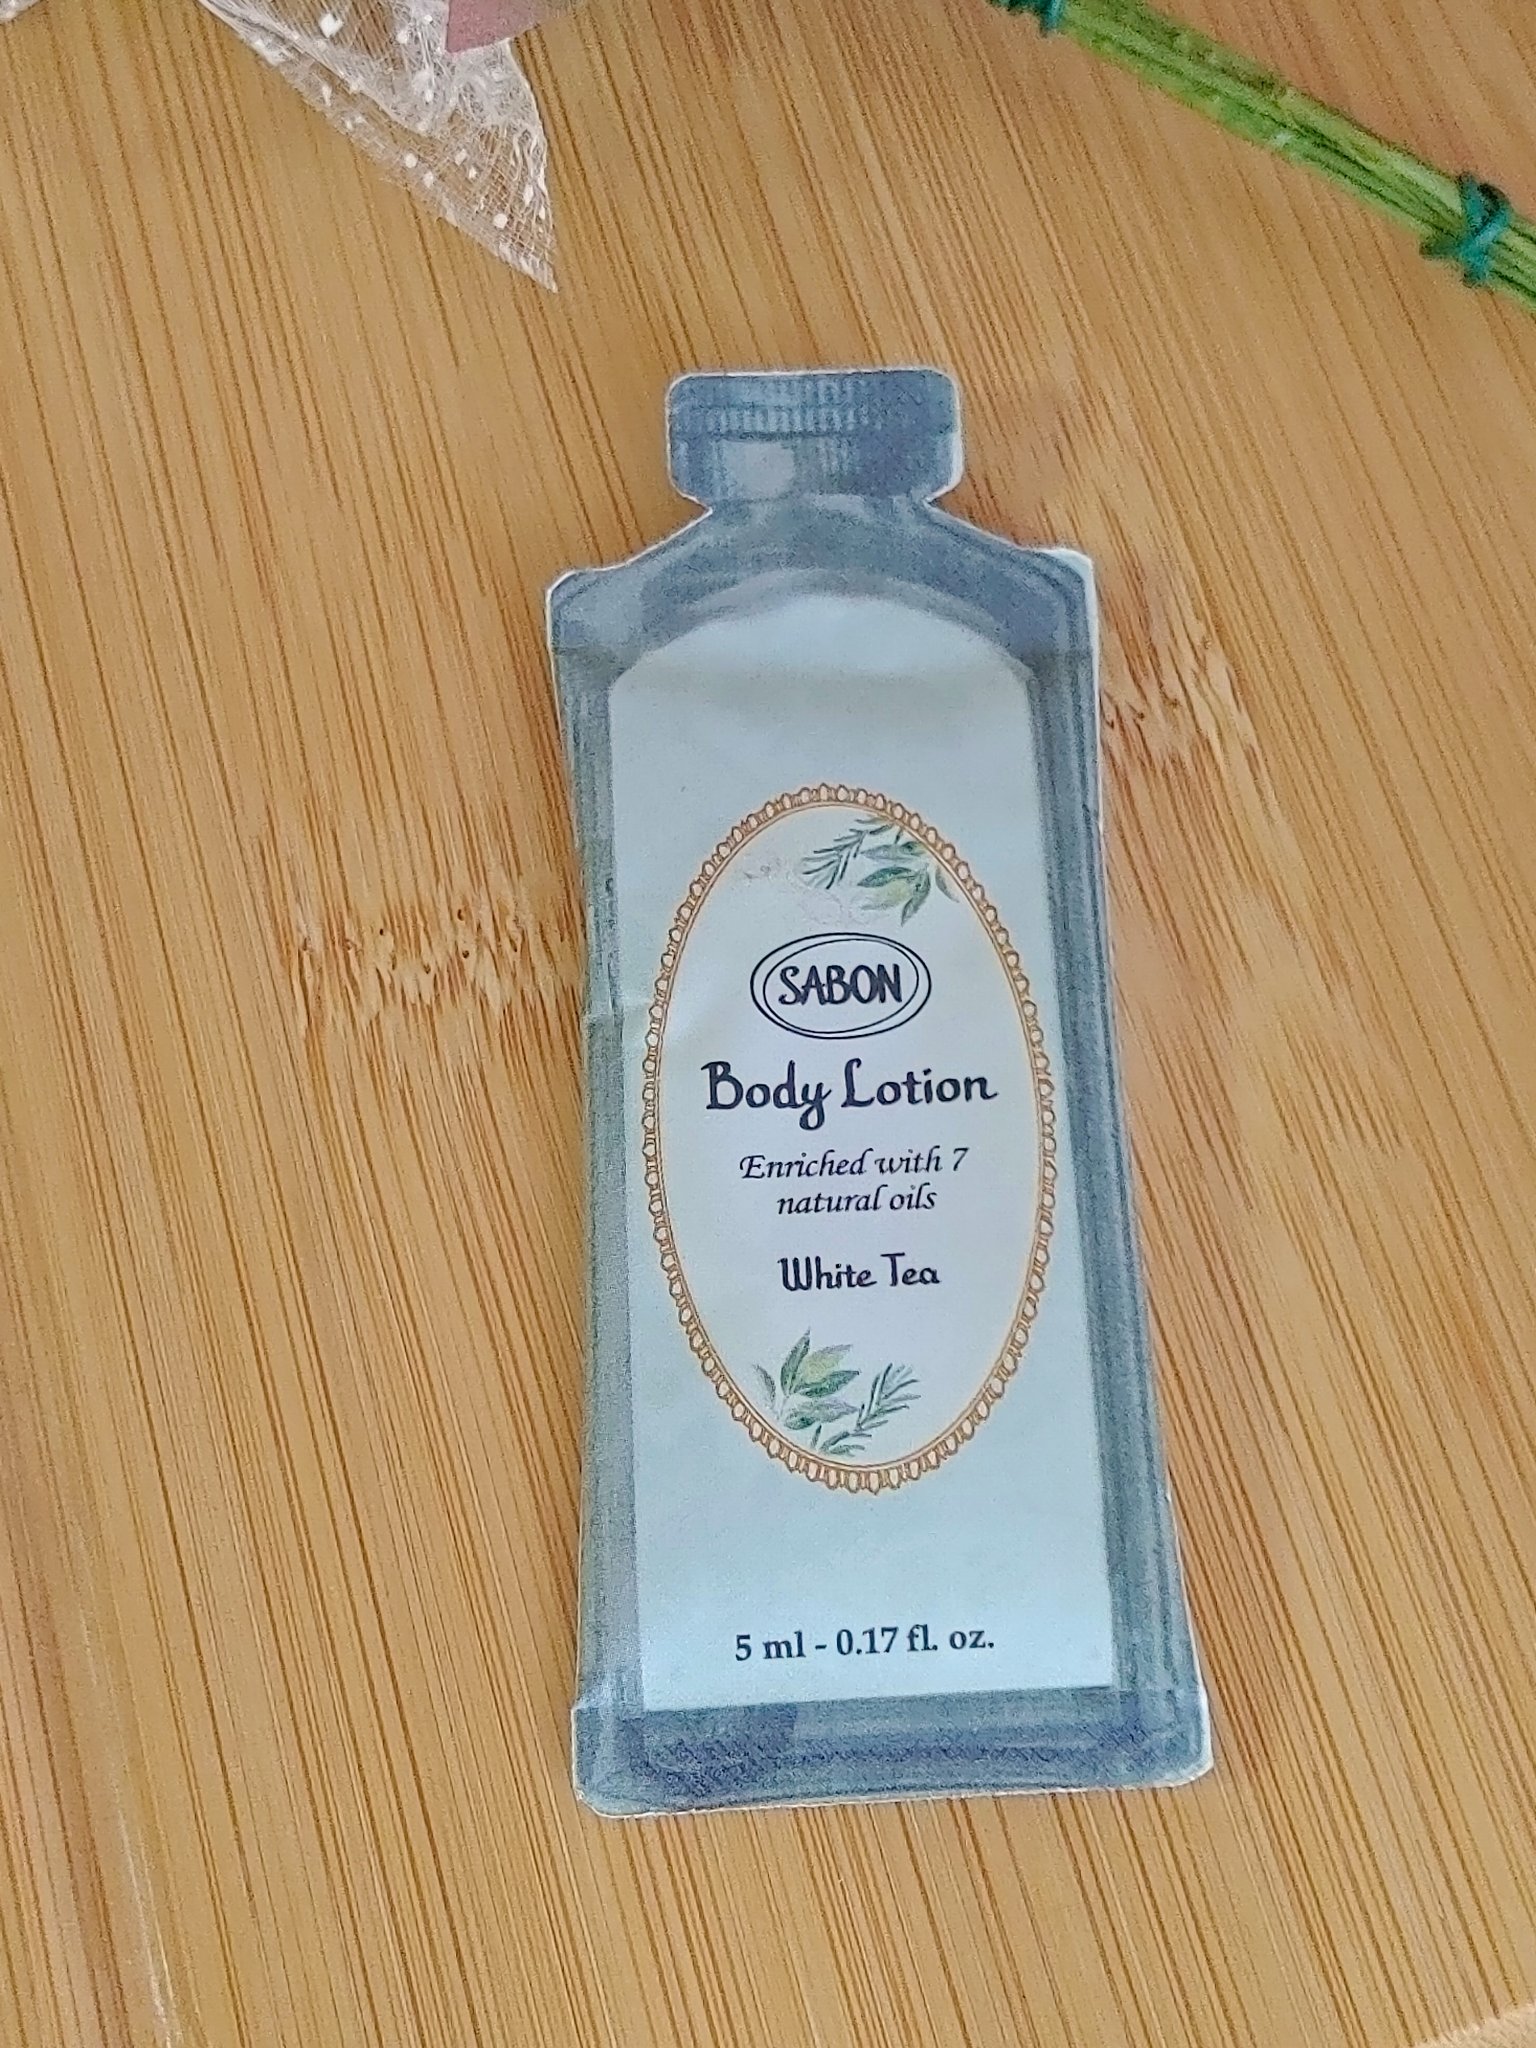 SABON
Body Lotion
Enriched with 7
natural oils
White Tea
5 ml - 0.17 fl. oz.